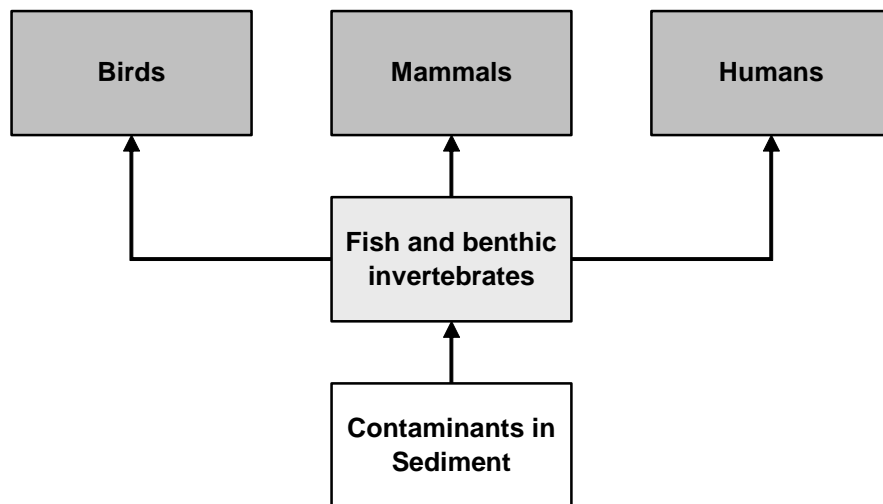 Birds
Mammals
Humans
Fish and benthic
invertebrates
Contaminants in
Sediment